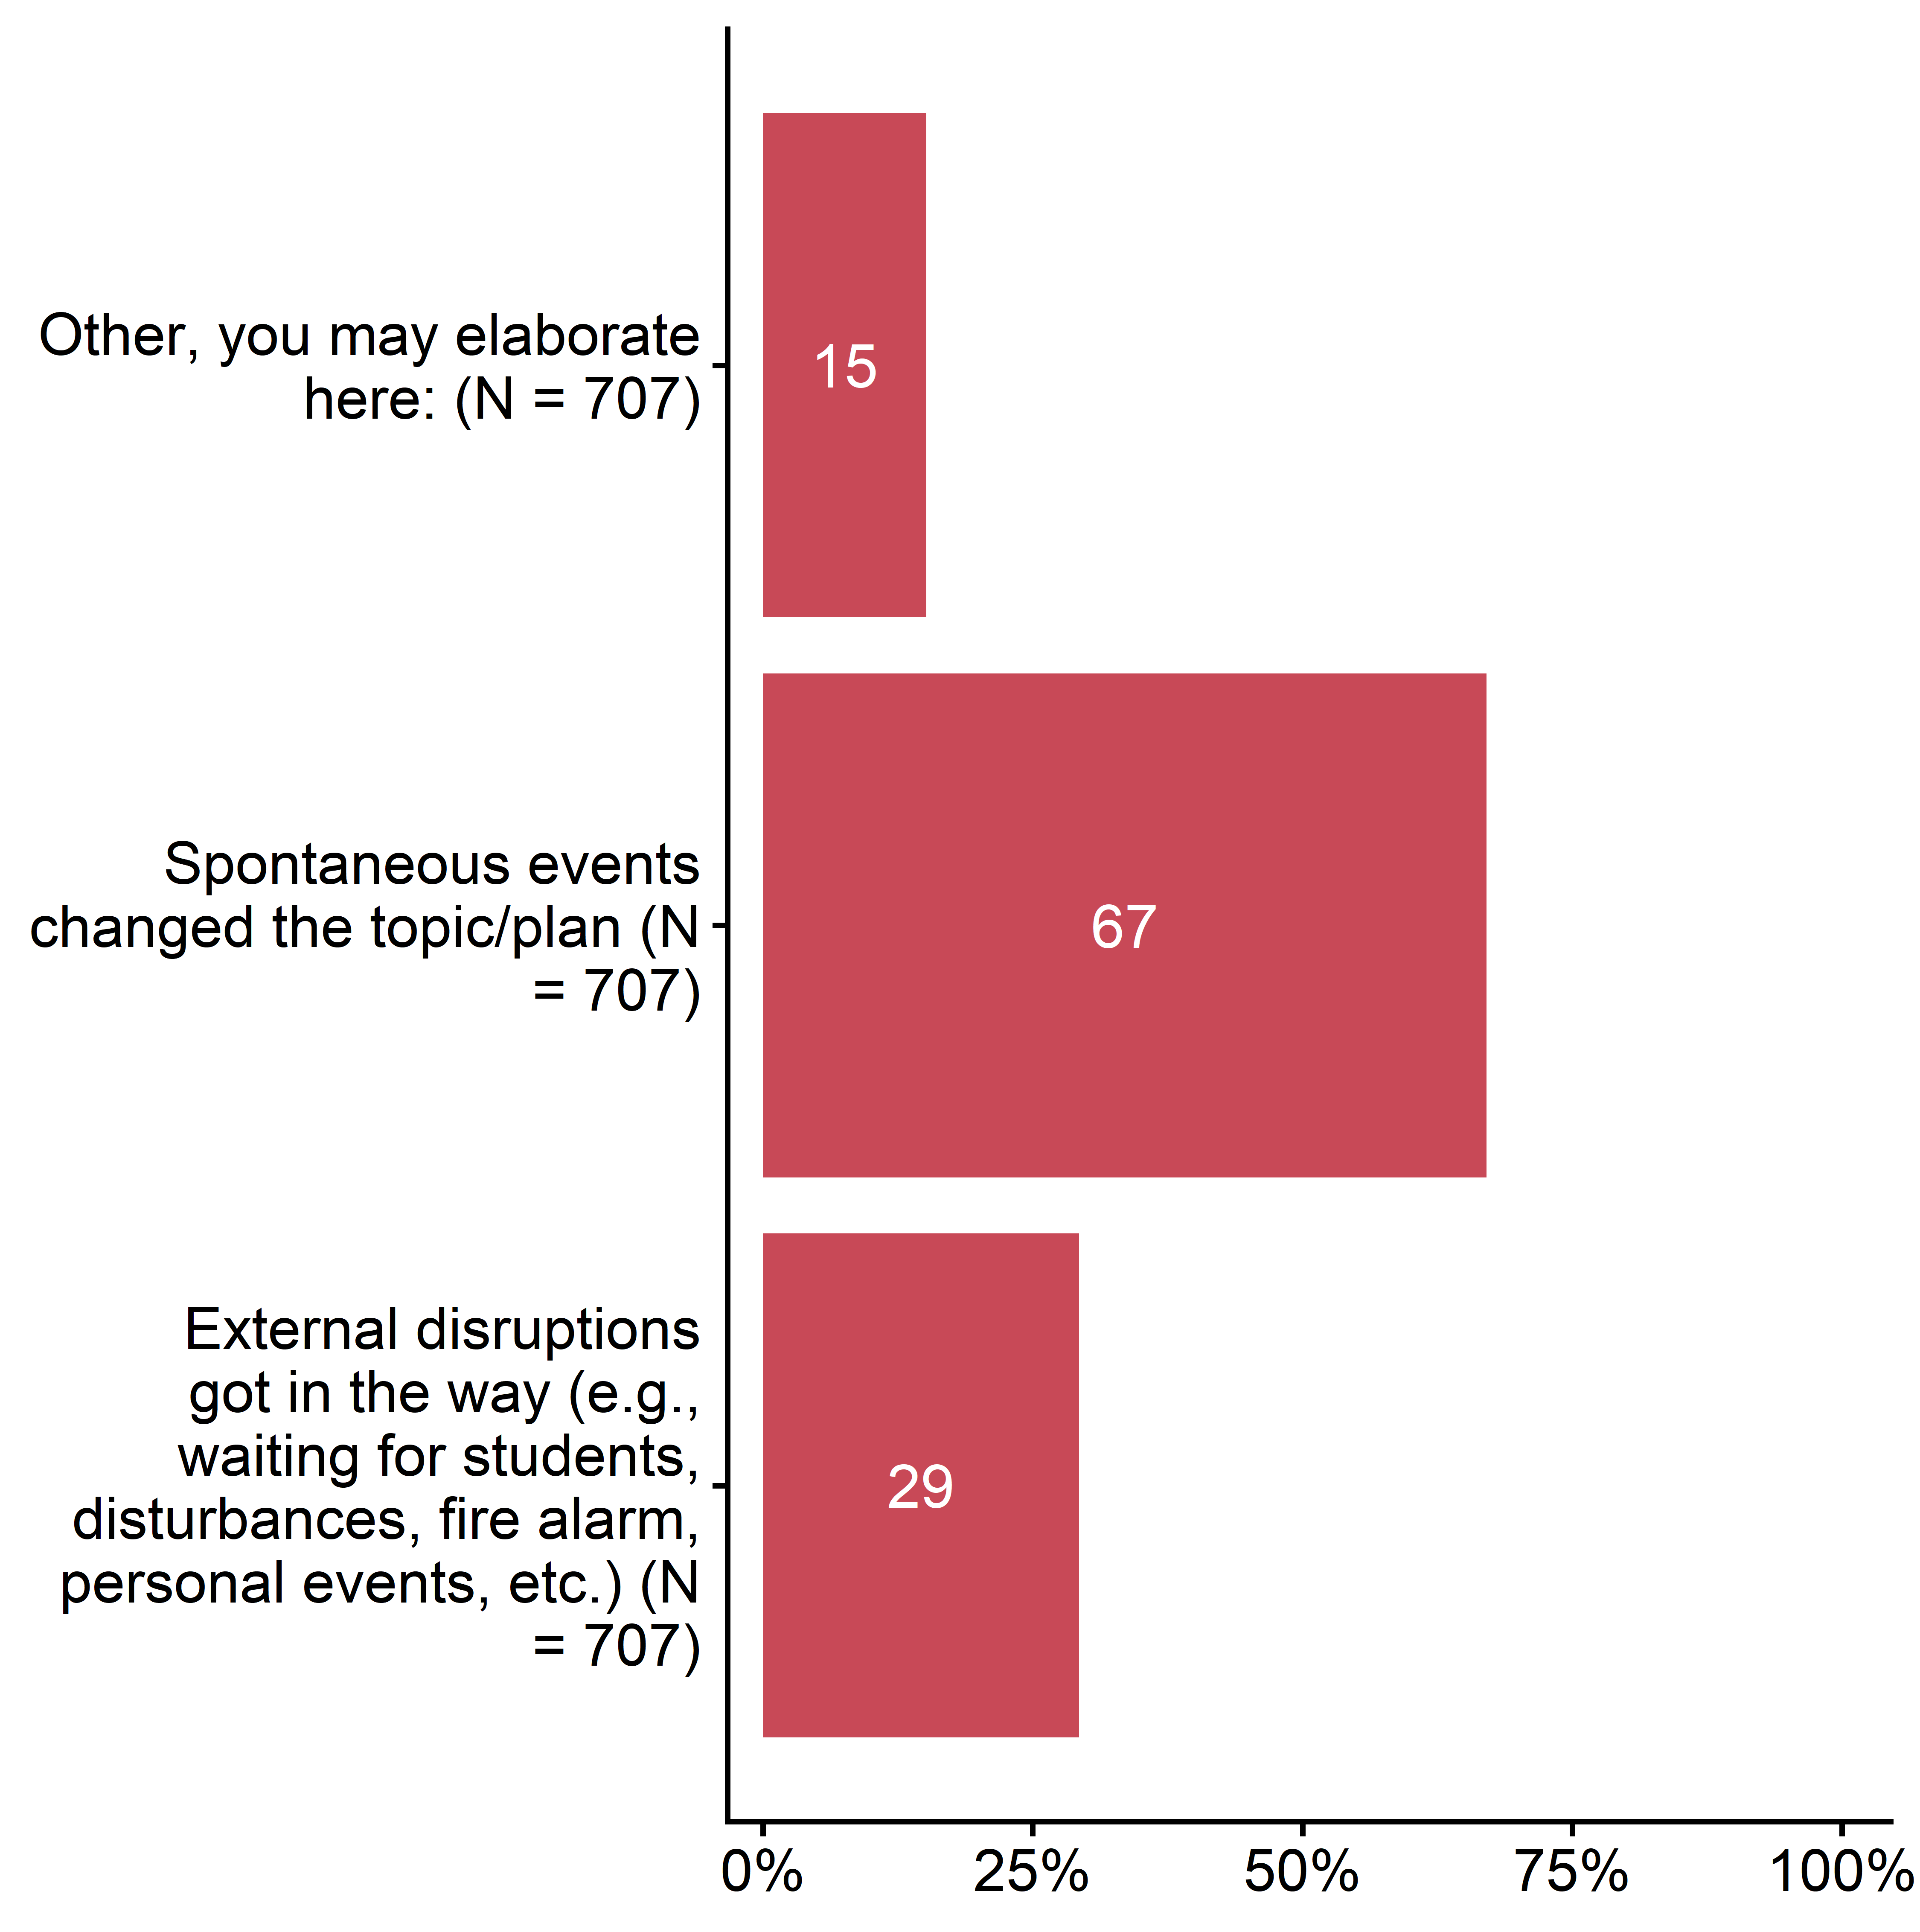 Other, you may elaborate
here: (N = 707)
15
Spontaneous events
changed the topic/plan (N
= 707)
67
External disruptions
got in the way (e.g.,
waiting for students,
disturbances, fire alarm,
personal events, etc.) (N
= 707)
29
0% 25% 50% 75% 100%